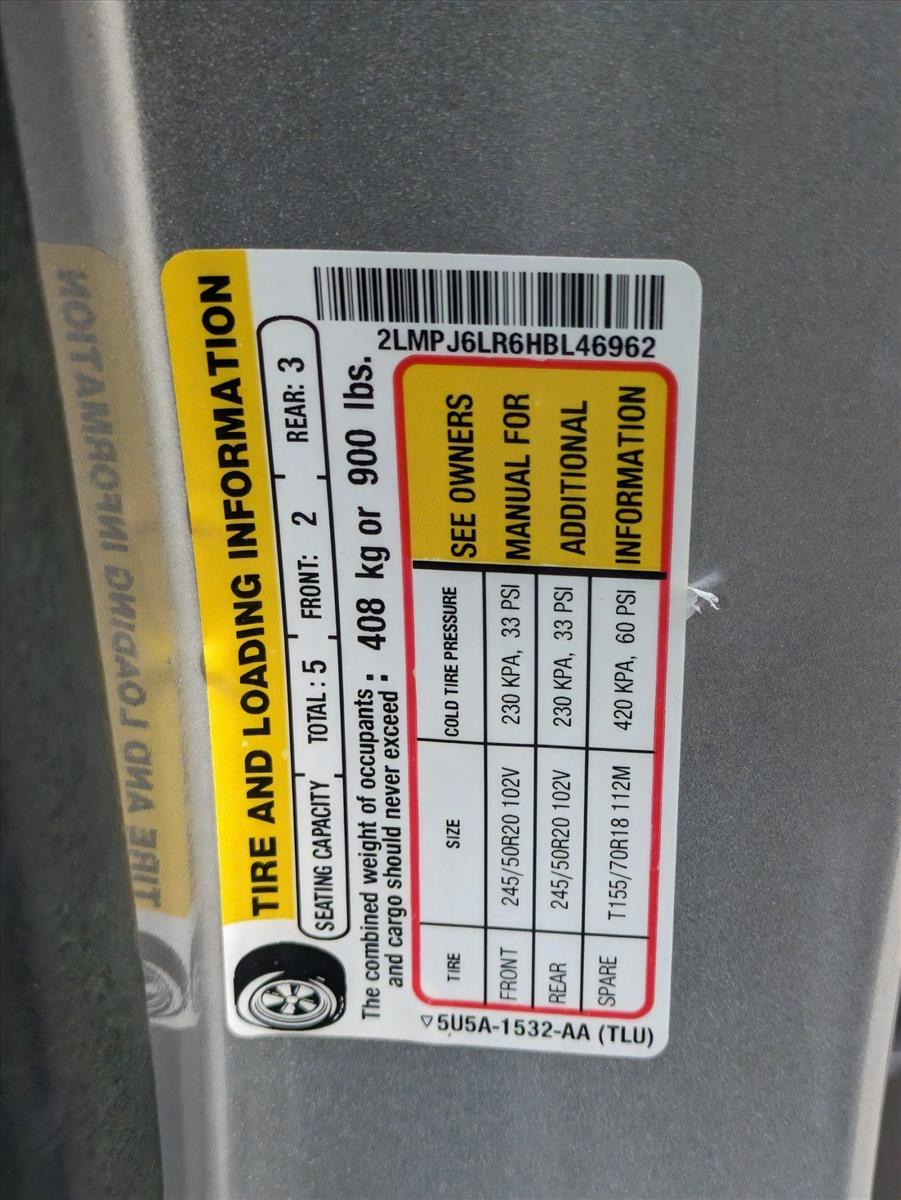 TIRE AND LOADING INFORMATION
SEATING CAPACITY TOTAL: 5 FRONT: 2 REAR: 3
The combined weight of occupants : 408 kg or 900 lbs.
and cargo should never exceed :
2LMPJ6LR6HBL46962
TIRE SIZE COLD TIRE PRESSURE
FRONT 245/50R20 102V 230 KPA, 33 PSI
REAR 245/50R20 102V 230 KPA, 33 PSI
SPARE T155/70R18 112M 420 KPA, 60 PSI
SEE OWNERS
MANUAL FOR
ADDITIONAL
INFORMATION
▽5U5A-1532-AA (TLU)
TIRE AND LOADING INFORMATION